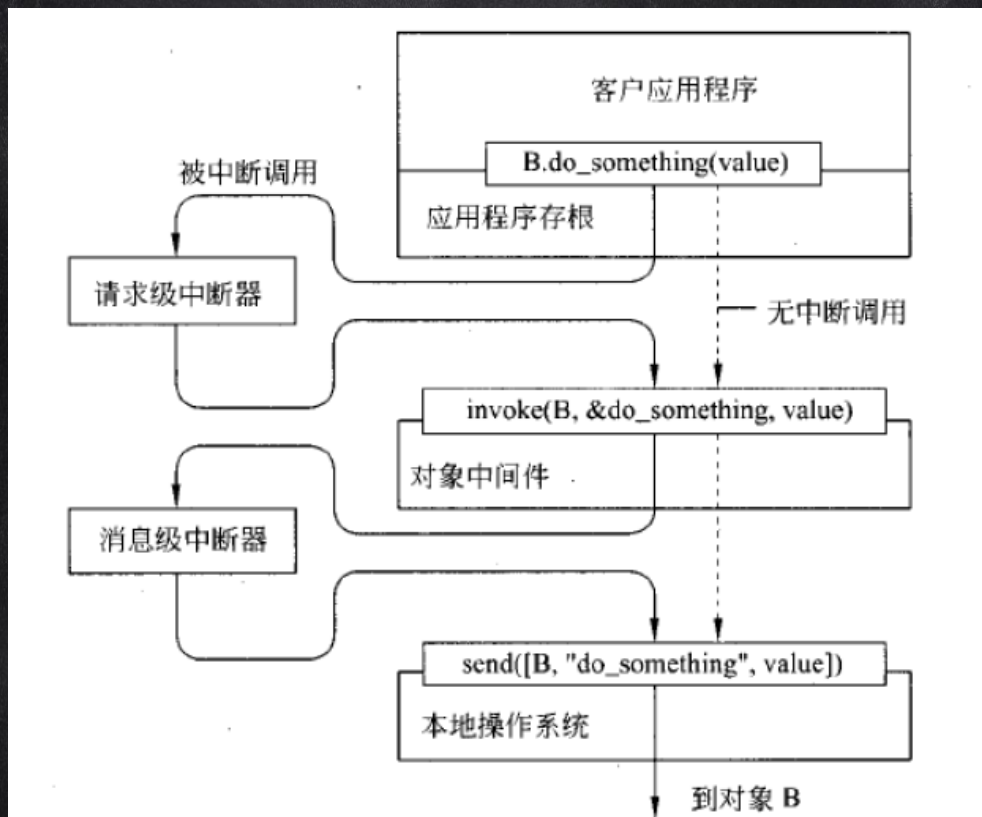 客户应用程序
B.do_something(value)
被中断调用
应用程序存根
请求级中断器
无中断调用
invoke(B, &do_something, value)
对象中间件
消息级中断器
send([B, "do_something", value])
本地操作系统
到对象 B